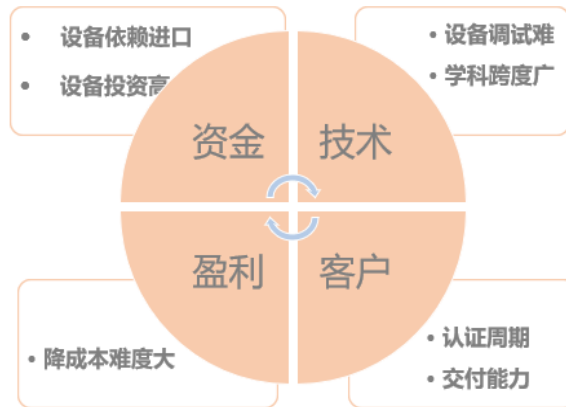 • 设备依赖进口
• 设备投资高
• 设备调试难
• 学科跨度广
资金
技术
盈利
客户
• 降成本难度大
• 认证周期
• 交付能力